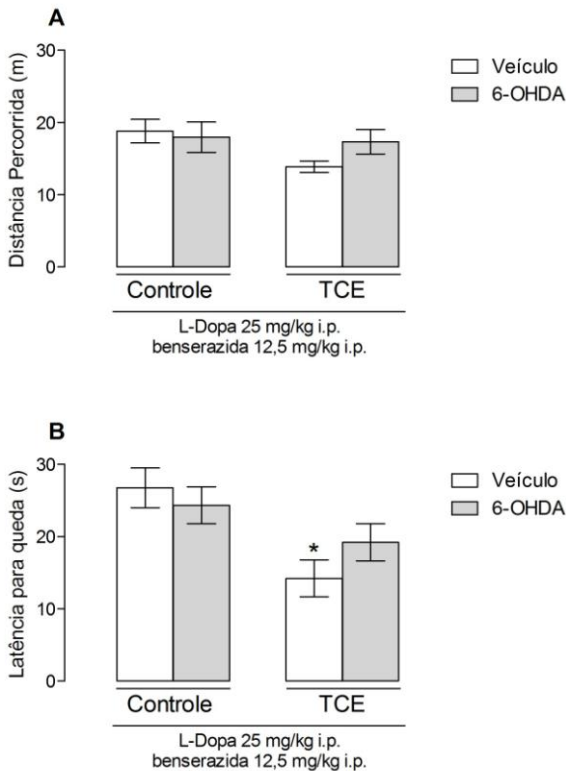 A
Distância Percorrida (m)
30
20
10
0
Veículo
6-OHDA
Controle
TCE
L-Dopa 25 mg/kg i.p.
benserazida 12,5 mg/kg i.p.
B
Latência para queda (s)
30
20
10
0
*
Veículo
6-OHDA
Controle
TCE
L-Dopa 25 mg/kg i.p.
benserazida 12,5 mg/kg i.p.